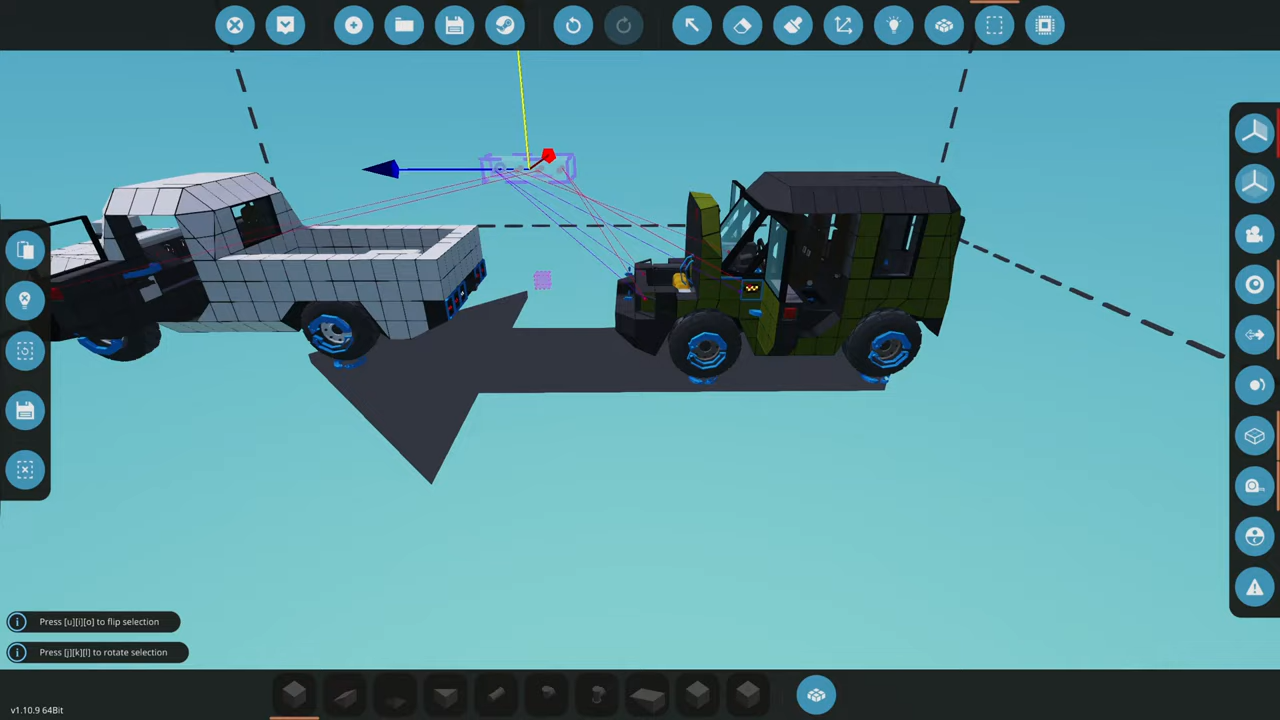 Press [u][i][o] to flip selection
Press [j][k][l] to rotate selection
v1.10.9 64Bit